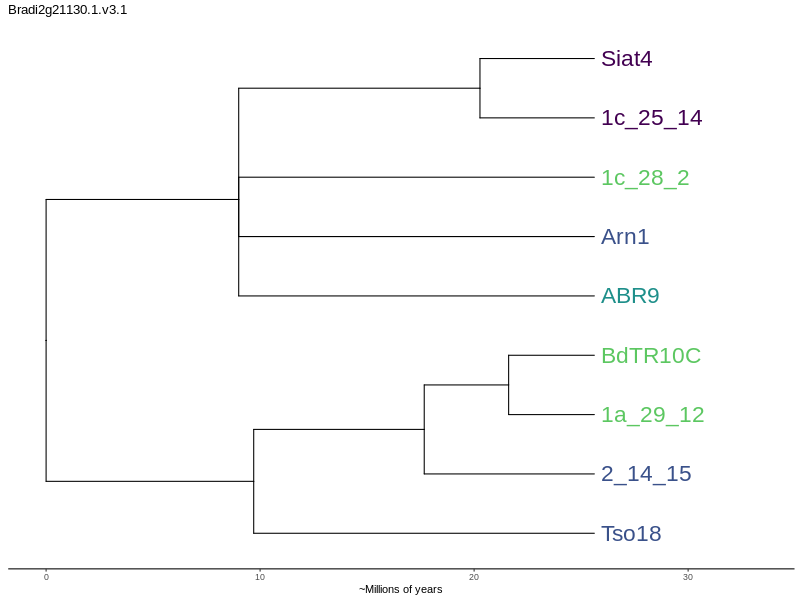 Bradi2g21130.1.v3.1
Siat4
1c_25_14
1c_28_2
Arn1
ABR9
BdTR10C
1a_29_12
2_14_15
Tso18
0 10 20 30
~Millions of years